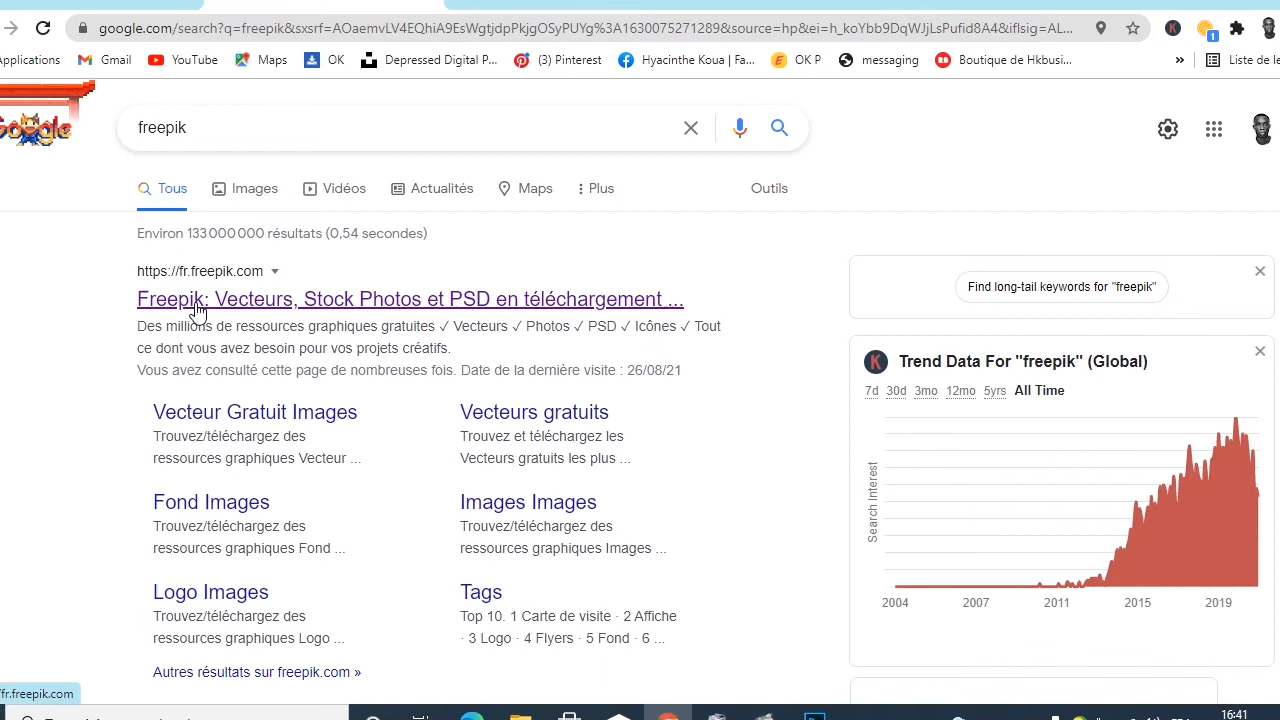 google.com/search?q=freepik&sxsrf=AOaemvLV4EQhiA9EsWgtjdpPkjgOSyPUYg%3A1630075271289&source=hp&ei=h_koYbb9DqWJjLsPufid8A4&iflsig=AL...
1
Applications
Gmail
YouTube
Maps
OK
Depressed Digital P...
(3) Pinterest
Hyacinthe Koua | Fa...
OK P
messaging
Boutique de Hkbusi...
»
Liste de le
Google
freepik
Tous
Images
Vidéos
Actualités
Maps
Plus
Outils
Environ 133 000 000 résultats (0,54 secondes)
https://fr.freepik.com
Freepik: Vecteurs, Stock Photos et PSD en téléchargement ...
Des millions de ressources graphiques gratuites ✓ Vecteurs ✓ Photos ✓ PSD ✓ Icônes ✓ Tout
ce dont vous avez besoin pour vos projets créatifs.
Vous avez consulté cette page de nombreuses fois. Date de la dernière visite : 26/08/21
Vecteur Gratuit Images
Trouvez/téléchargez des
ressources graphiques Vecteur ...
Vecteurs gratuits
Trouvez et téléchargez les
Vecteurs gratuits les plus ...
Fond Images
Trouvez/téléchargez des
ressources graphiques Fond ...
Images Images
Trouvez/téléchargez des
ressources graphiques Images ...
Logo Images
Trouvez/téléchargez des
ressources graphiques Logo ...
Tags
Top 10. 1 Carte de visite · 2 Affiche
· 3 Logo · 4 Flyers · 5 Fond · 6 ...
Autres résultats sur freepik.com »
Find long-tail keywords for "freepik"
K
Trend Data For "freepik" (Global)
7d 30d 3mo 12mo 5yrs All Time
Search Interest
2004 2007 2011 2015 2019
/fr.freepik.com
16:41